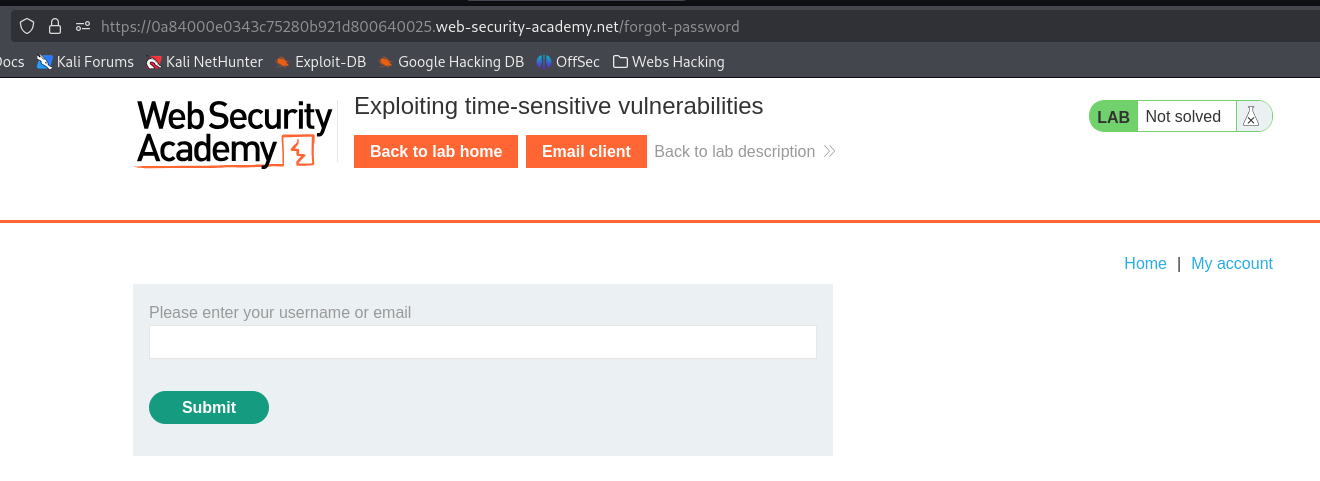 https://0a84000e0343c75280b921d800640025.web-security-academy.net/forgot-password
Docs Kali Forums Kali NetHunter Exploit-DB Google Hacking DB OffSec Webs Hacking
Web Security
Academy
Exploiting time-sensitive vulnerabilities
Back to lab home Email client Back to lab description
LAB Not solved
Home | My account
Please enter your username or email
Submit